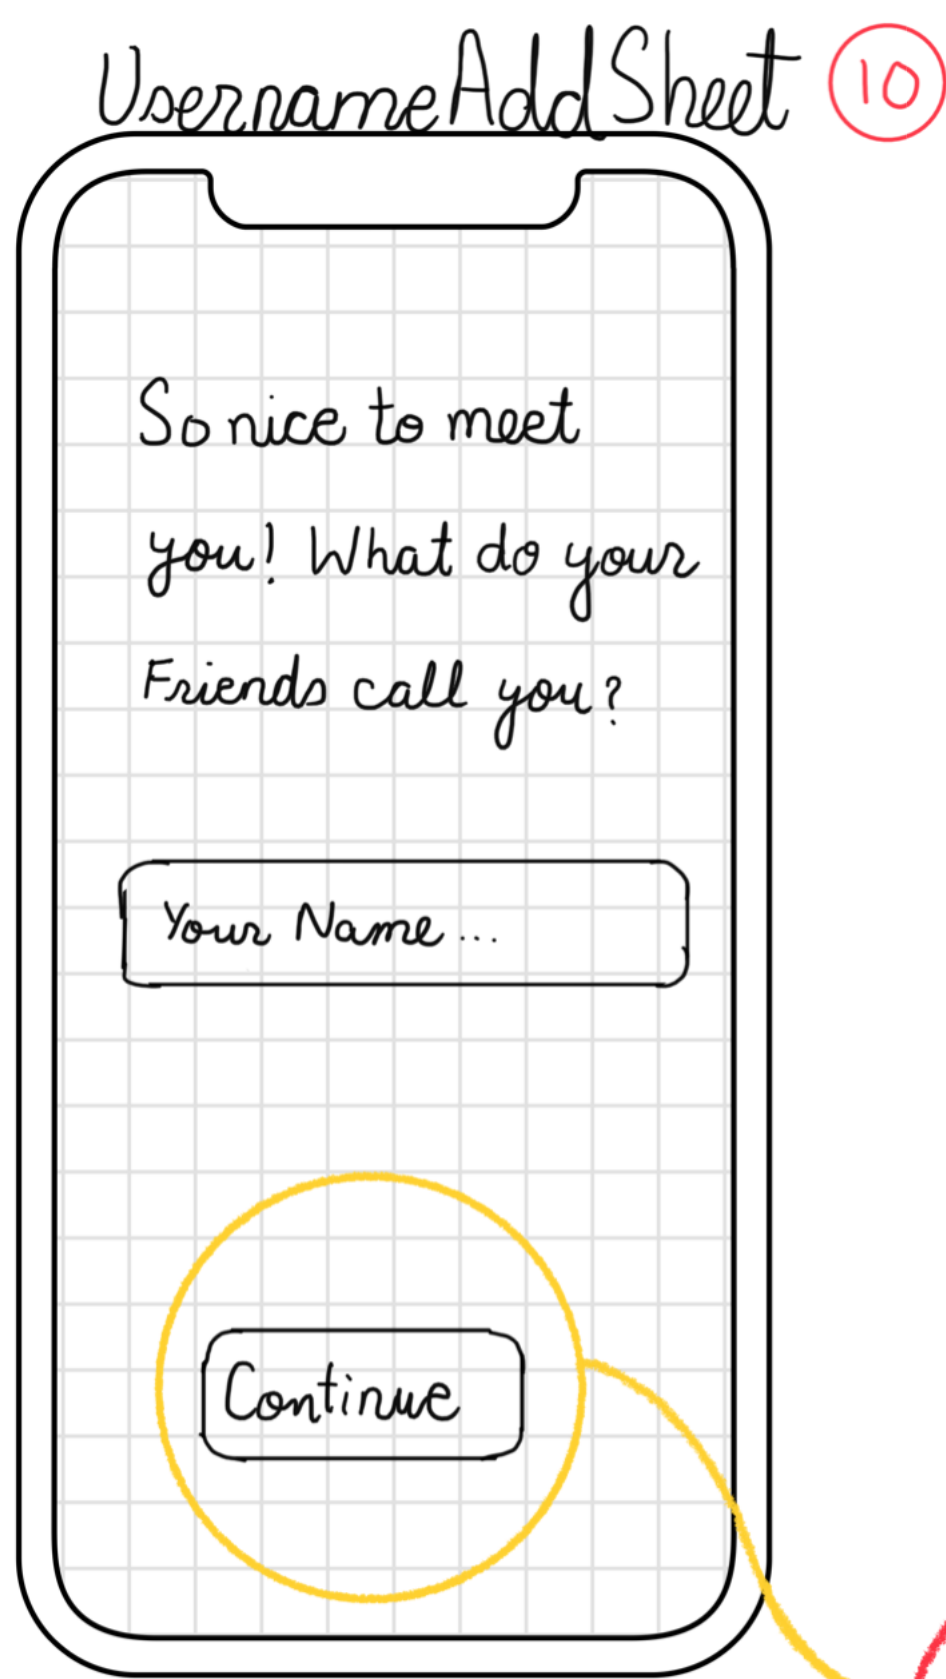 UsernameAddSheet 10
So nice to meet
you! What do your
Friends call you?
Your Name...
Continue